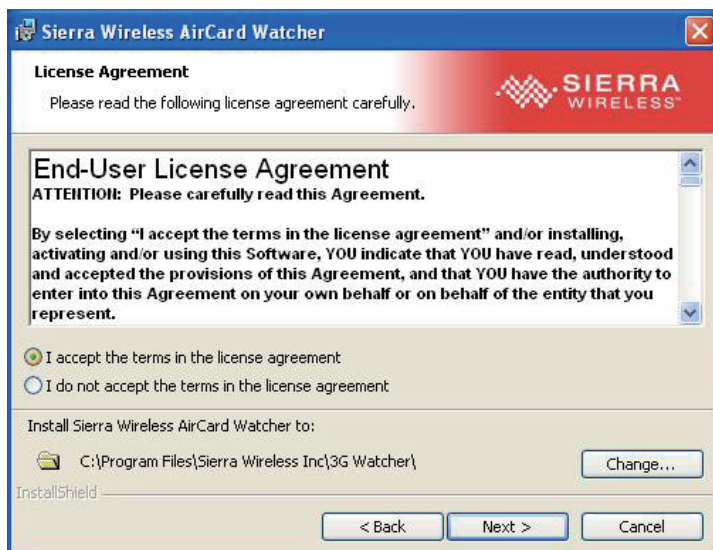 Sierra Wireless AirCard Watcher
License Agreement
Please read the following license agreement carefully.
SIERRA
WIRELESS™
End-User License Agreement
ATTENTION: Please carefully read this Agreement.
By selecting “I accept the terms in the license agreement” and/or installing,
activating and/or using this Software, YOU indicate that YOU have read, understood
and accepted the provisions of this Agreement, and that YOU have the authority to
enter into this Agreement on your own behalf or on behalf of the entity that you
represent.
I accept the terms in the license agreement
I do not accept the terms in the license agreement
Install Sierra Wireless AirCard Watcher to:
C:\Program Files\Sierra Wireless Inc\3G Watcher\
Change...
InstallShield
< Back
Next >
Cancel